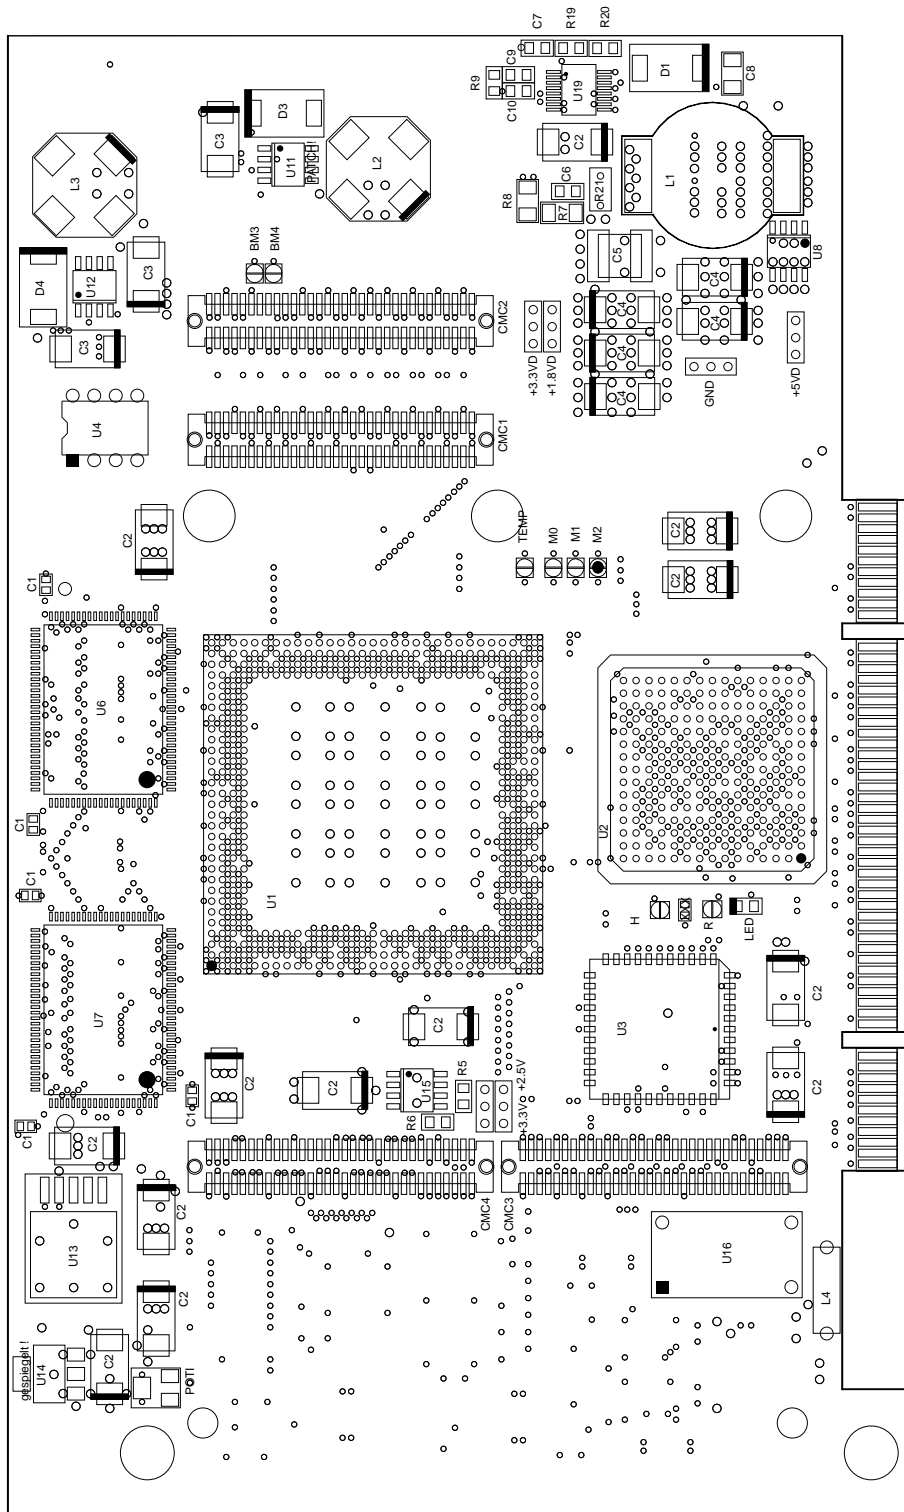 C7
R19
R20
R9
C9
C10
U19
D1
C8
D3
C3
U11
PATCH!
L2
C2
L3
R8
C6
R7
R21
L1
BM3
BM4
C5
U8
D4
U12
C3
C3
CMC2
+3.3VD
+1.8VD
C4
C4
C4
C4
C4
GND
+5VD
U4
CMC1
C2
TEMP
M0
M1
M2
C2
C2
C1
U6
C1
U2
C1
U1
H
R
LED
U7
C2
U3
C2
C1
C2
C2
U15
R5
R6
+2.5V
+3.3V
C2
C1
C2
CMC4
CMC3
U13
C2
U16
C2
L4
gespiegelt !
U14
C2
POTI